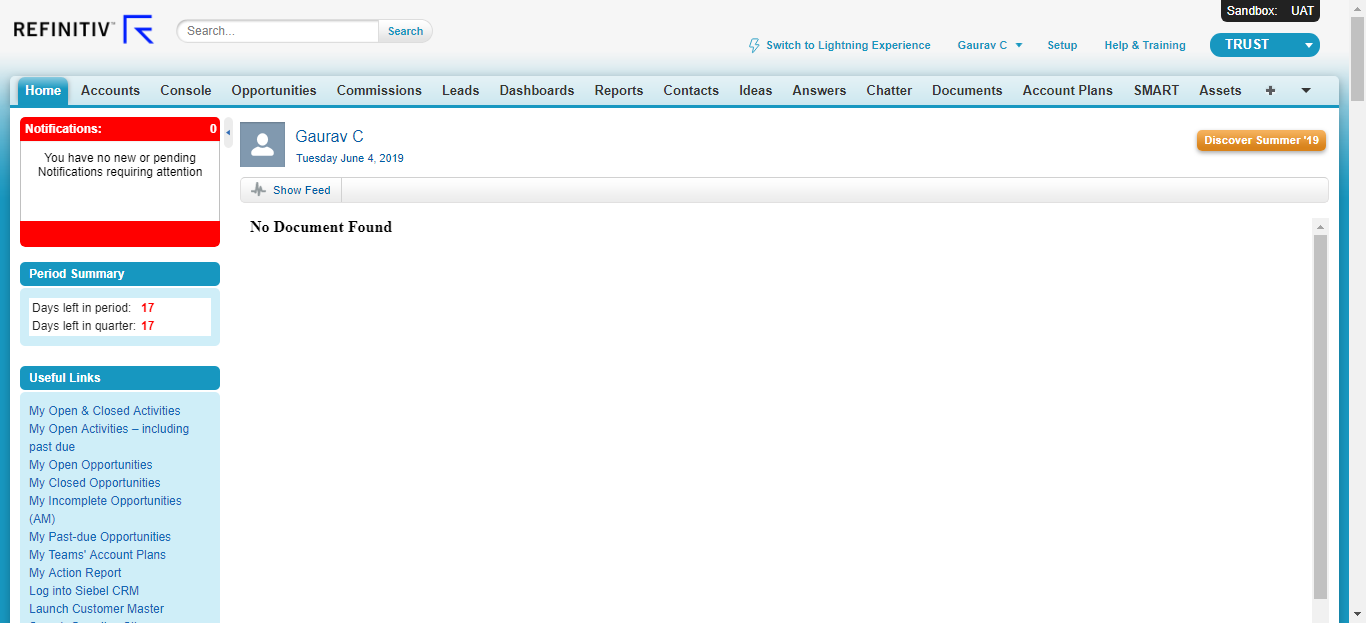 Sandbox: UAT
REFINITIV
Search...
Search
Switch to Lightning Experience
Gaurav C
Setup
Help & Training
TRUST
Home Accounts Console Opportunities Commissions Leads Dashboards Reports Contacts Ideas Answers Chatter Documents Account Plans SMART Assets +
Notifications: 0
You have no new or pending
Notifications requiring attention
Gaurav C
Tuesday June 4, 2019
Discover Summer '19
Show Feed
No Document Found
Period Summary
Days left in period: 17
Days left in quarter: 17
Useful Links
My Open & Closed Activities
My Open Activities – including
past due
My Open Opportunities
My Closed Opportunities
My Incomplete Opportunities
(AM)
My Past-due Opportunities
My Teams' Account Plans
My Action Report
Log into Siebel CRM
Launch Customer Master